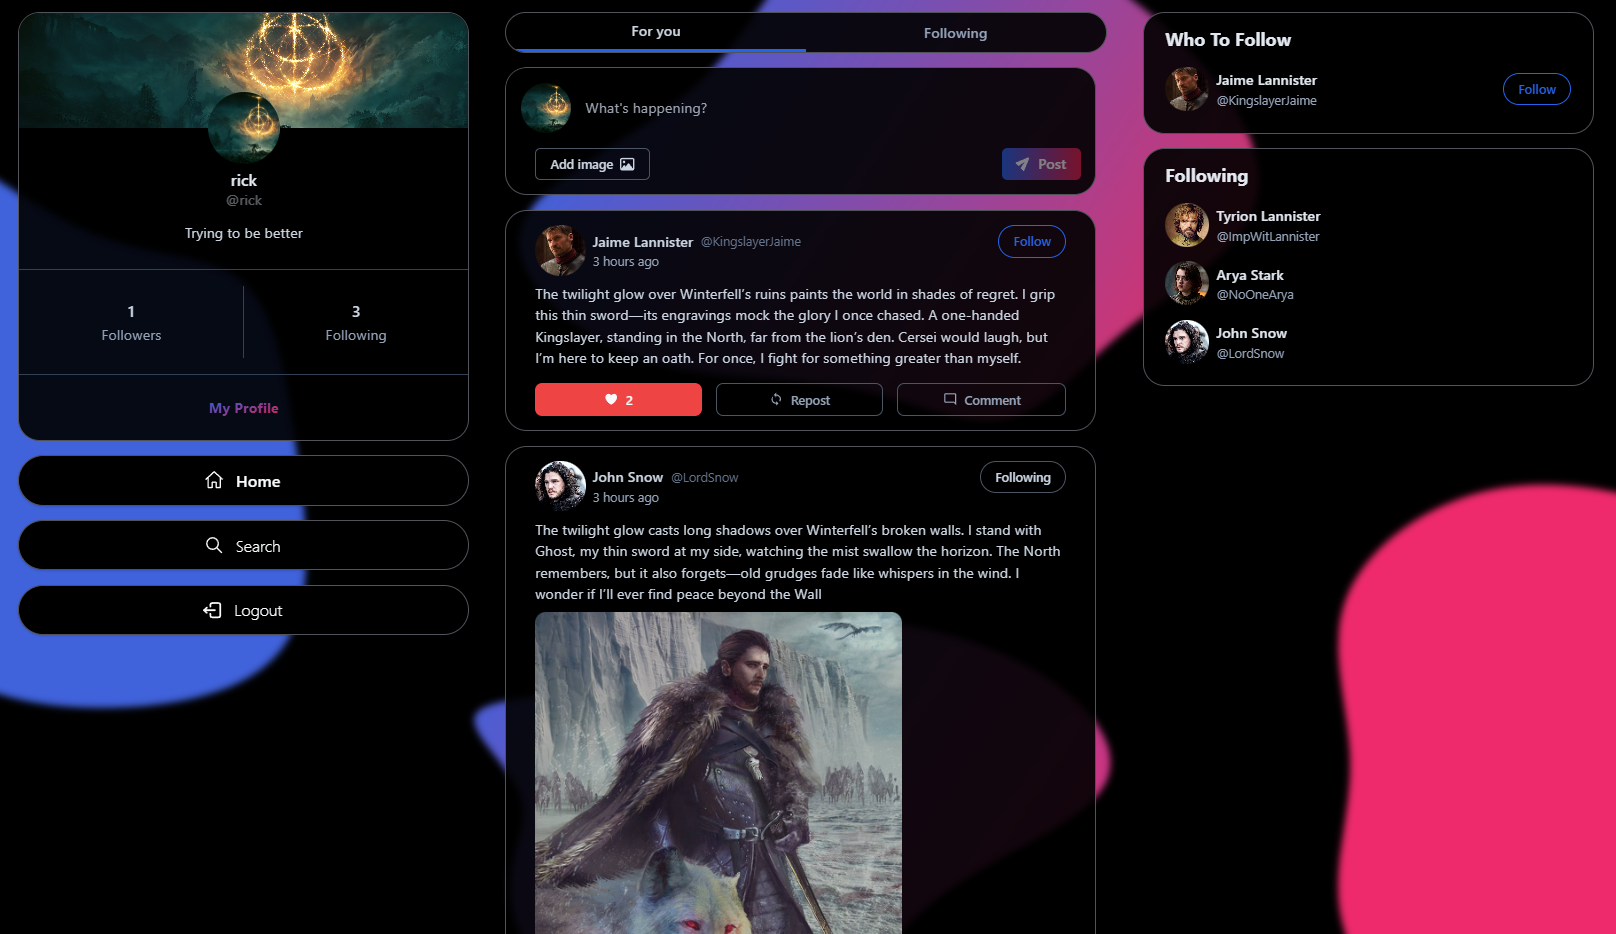 rick
@rick
Trying to be better
1
Followers
3
Following
My Profile
Home
Search
Logout
For you
Following
What's happening?
Add image
Post
Jaime Lannister @KingslayerJaime
3 hours ago
Follow
The twilight glow over Winterfell’s ruins paints the world in shades of regret. I grip
this thin sword—its engravings mock the glory I once chased. A one-handed
Kingslayer, standing in the North, far from the lion’s den. Cersei would laugh, but
I’m here to keep an oath. For once, I fight for something greater than myself.
2
Repost
Comment
John Snow @LordSnow
3 hours ago
Following
The twilight glow casts long shadows over Winterfell’s broken walls. I stand with
Ghost, my thin sword at my side, watching the mist swallow the horizon. The North
remembers, but it also forgets—old grudges fade like whispers in the wind. I
wonder if I’ll ever find peace beyond the Wall
Who To Follow
Jaime Lannister
@KingslayerJaime
Follow
Following
Tyrion Lannister
@ImpWitLannister
Arya Stark
@NoOneArya
John Snow
@LordSnow